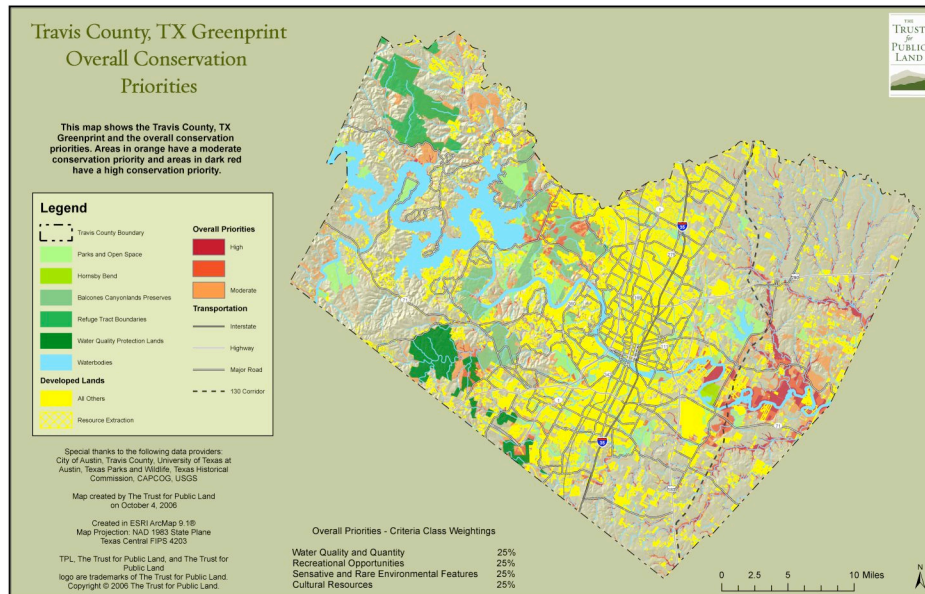 Travis County, TX Greenprint
Overall Conservation
Priorities
This map shows the Travis County, TX
Greenprint and the overall conservation
priorities. Areas in orange have a moderate
conservation priority and areas in dark red
have a high conservation priority.
Legend
Travis County Boundary
Parks and Open Space
Hornsby Bend
Balcones Canyonlands Preserves
Refuge Tract Boundaries
Water Quality Protection Lands
Waterbodies
Developed Lands
All Others
Resource Extraction
Overall Priorities
High
Moderate
Transportation
Interstate
Highway
Major Road
130 Corridor
Special thanks to the following data providers:
City of Austin, Travis County, University of Texas at
Austin, Texas Parks and Wildlife, Texas Historical
Commission, CAPCOG, USGS
Map created by The Trust for Public Land
on October 4, 2006
Created in ESRI ArcMap 9.1®
Map Projection: NAD 1983 State Plane
Texas Central FIPS 4203
TPL, The Trust for Public Land, and The Trust for
Public Land
logo are trademarks of The Trust for Public Land.
Copyright © 2006 The Trust for Public Land.
Overall Priorities - Criteria Class Weightings
Water Quality and Quantity 25%
Recreational Opportunities 25%
Sensative and Rare Environmental Features 25%
Cultural Resources 25%
THE
TRUST
for
PUBLIC
LAND
35
35
0 2.5 5 10 Miles
N